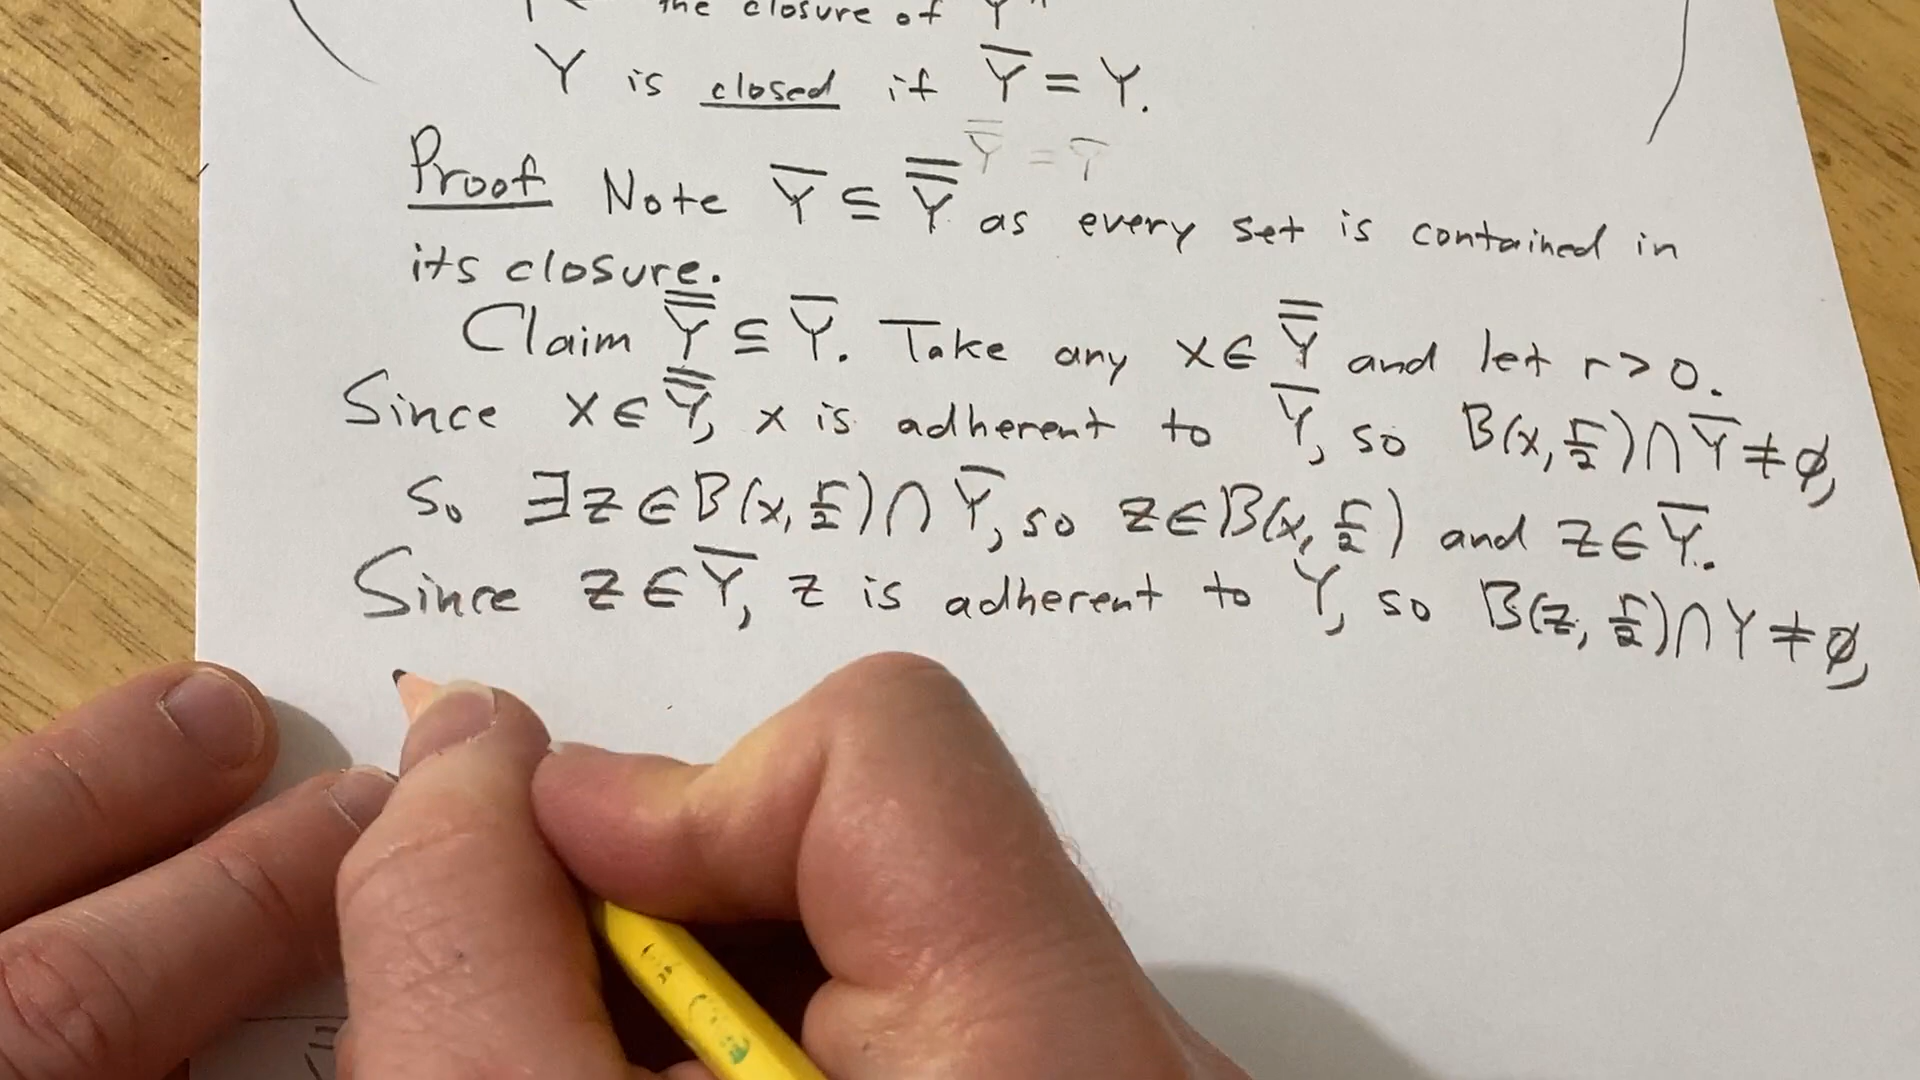 the closure of Y"
Y is closed if Y̅ = Y.
Y̿ = Y̅
Proof Note Y̅ ⊆ Y̿ as every set is contained in
its closure.
Claim Y̿ ⊆ Y̅. Take any x ∈ Y̿ and let r > 0.
Since x ∈ Y̿, x is adherent to Y̅, so B(x, r/2) ∩ Y̅ ≠ ∅,
So ∃ z ∈ B(x, r/2) ∩ Y̅, so z ∈ B(x, r/2) and z ∈ Y̅.
Since z ∈ Y̅, z is adherent to Y, so B(z, r/2) ∩ Y ≠ ∅,